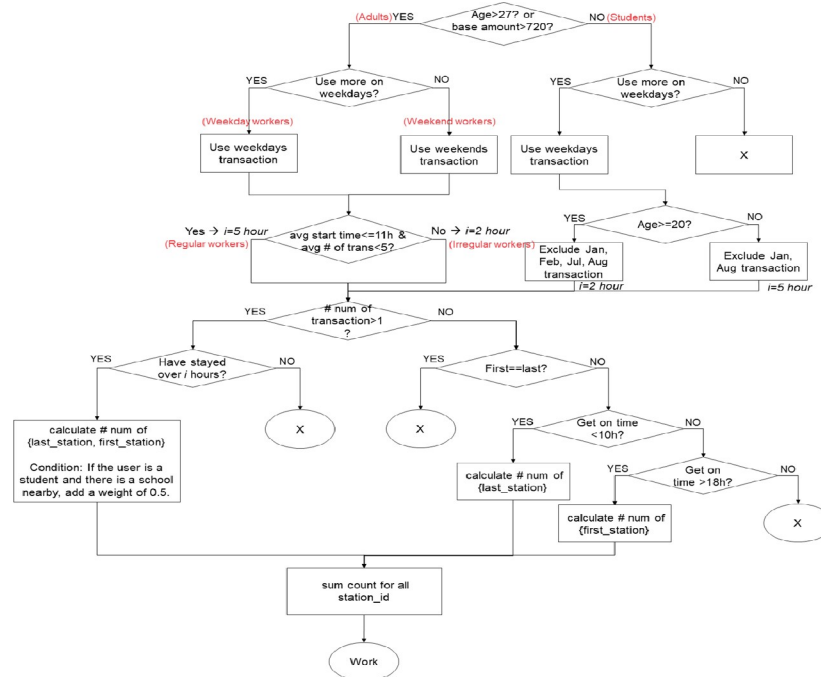 Age>27? or
base amount>720?
(Adults) YES
NO (Students)
YES
Use more on
weekdays?
NO
YES
Use more on
weekdays?
NO
(Weekday workers)
(Weekend workers)
Use weekdays
transaction
Use weekends
transaction
Use weekdays
transaction
X
Yes → i=5 hour
(Regular workers)
avg start time<=11h &
avg # of trans<5?
No → i=2 hour
(Irregular workers)
YES
Age>=20?
NO
Exclude Jan,
Feb, Jul, Aug
transaction
Exclude Jan,
Aug transaction
i=2 hour
i=5 hour
YES
# num of
transaction>1
?
NO
YES
Have stayed
over i hours?
NO
YES
First==last?
NO
X
X
calculate # num of
{last_station, first_station}
Condition: If the user is a
student and there is a school
nearby, add a weight of 0.5.
YES
Get on time
<10h?
NO
calculate # num of
{last_station}
YES
Get on
time >18h?
NO
calculate # num of
{first_station}
X
sum count for all
station_id
Work